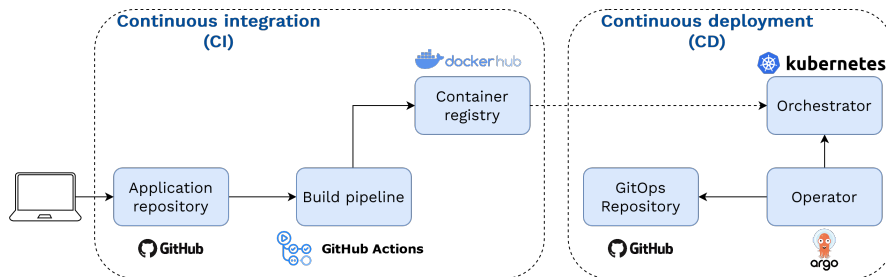 Continuous integration
(CI)
Continuous deployment
(CD)
dockerhub
kubernetes
Container
registry
Orchestrator
Application
repository
Build pipeline
GitOps
Repository
Operator
GitHub
GitHub Actions
GitHub
argo